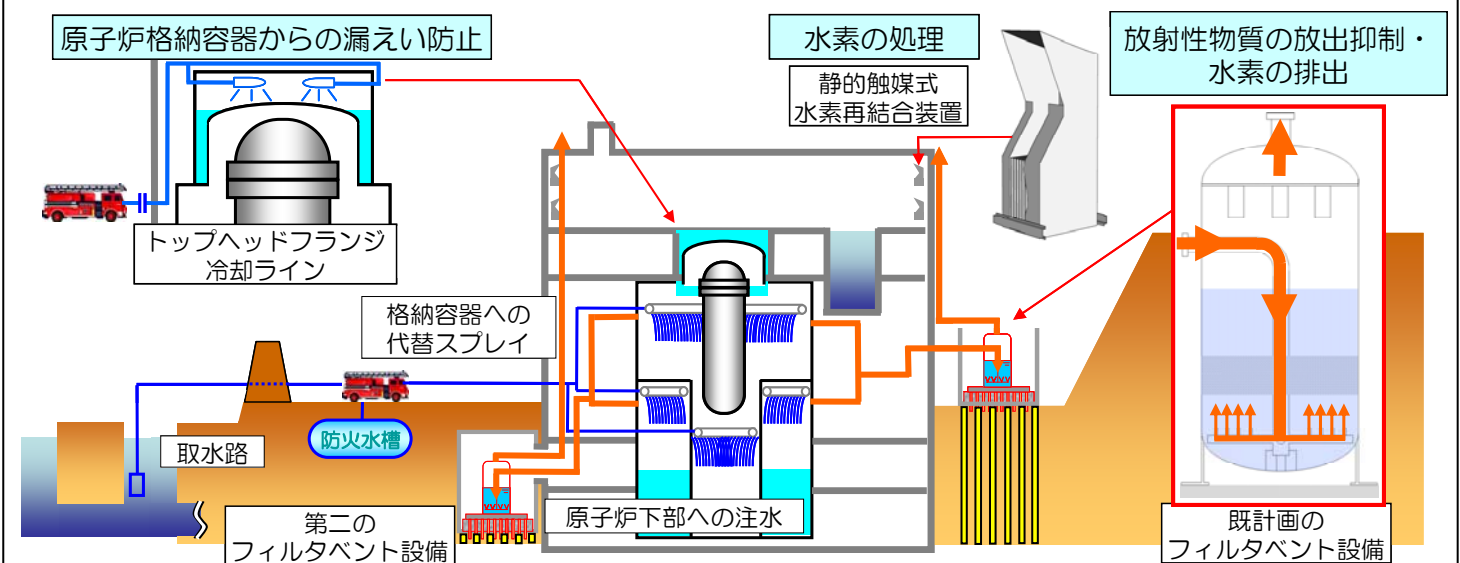 原子炉格納容器からの漏えい防止
水素の処理
放射性物質の放出抑制・
水素の排出
静的触媒式
水素再結合装置
トップヘッドフランジ
冷却ライン
格納容器への
代替スプレイ
防火水槽
取水路
原子炉下部への注水
第二の
フィルタベント設備
既計画の
フィルタベント設備